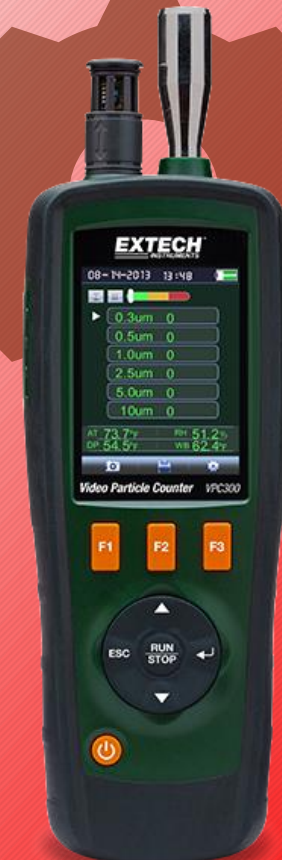 EXTECH
INSTRUMENTS
08-14-2013 13:48
0.3um 0
0.5um 0
1.0um 0
2.5um 0
5.0um 0
10um 0
AT 73.7°F RH 51.2%
DP 54.5°F WB 62.4°F
Video Particle Counter VPC300
F1 F2 F3
ESC RUN
STOP